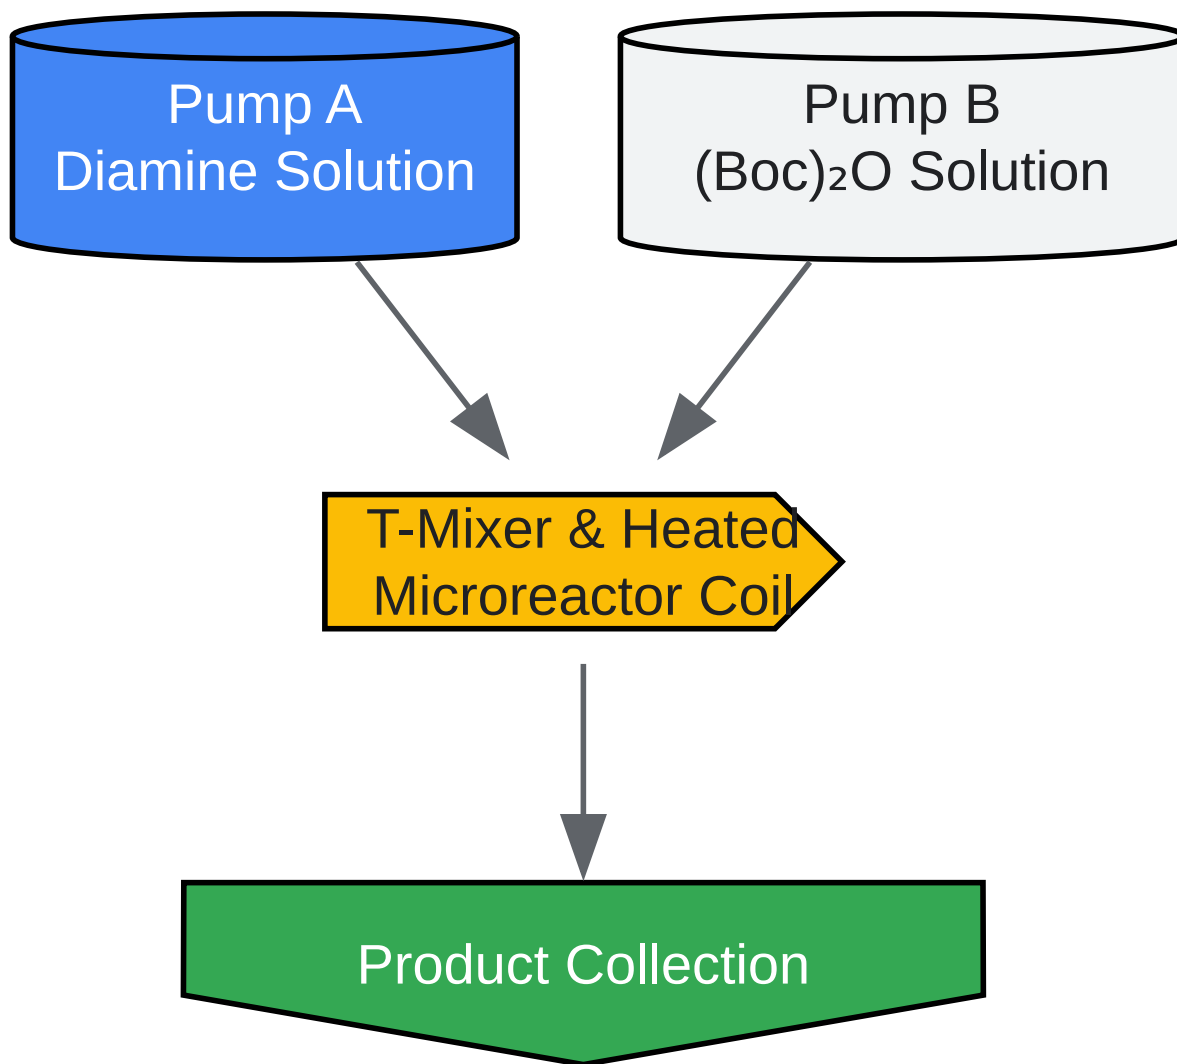 Pump A
Diamine Solution
Pump B
(Boc)₂O Solution
T-Mixer & Heated
Microreactor Coil
Product Collection